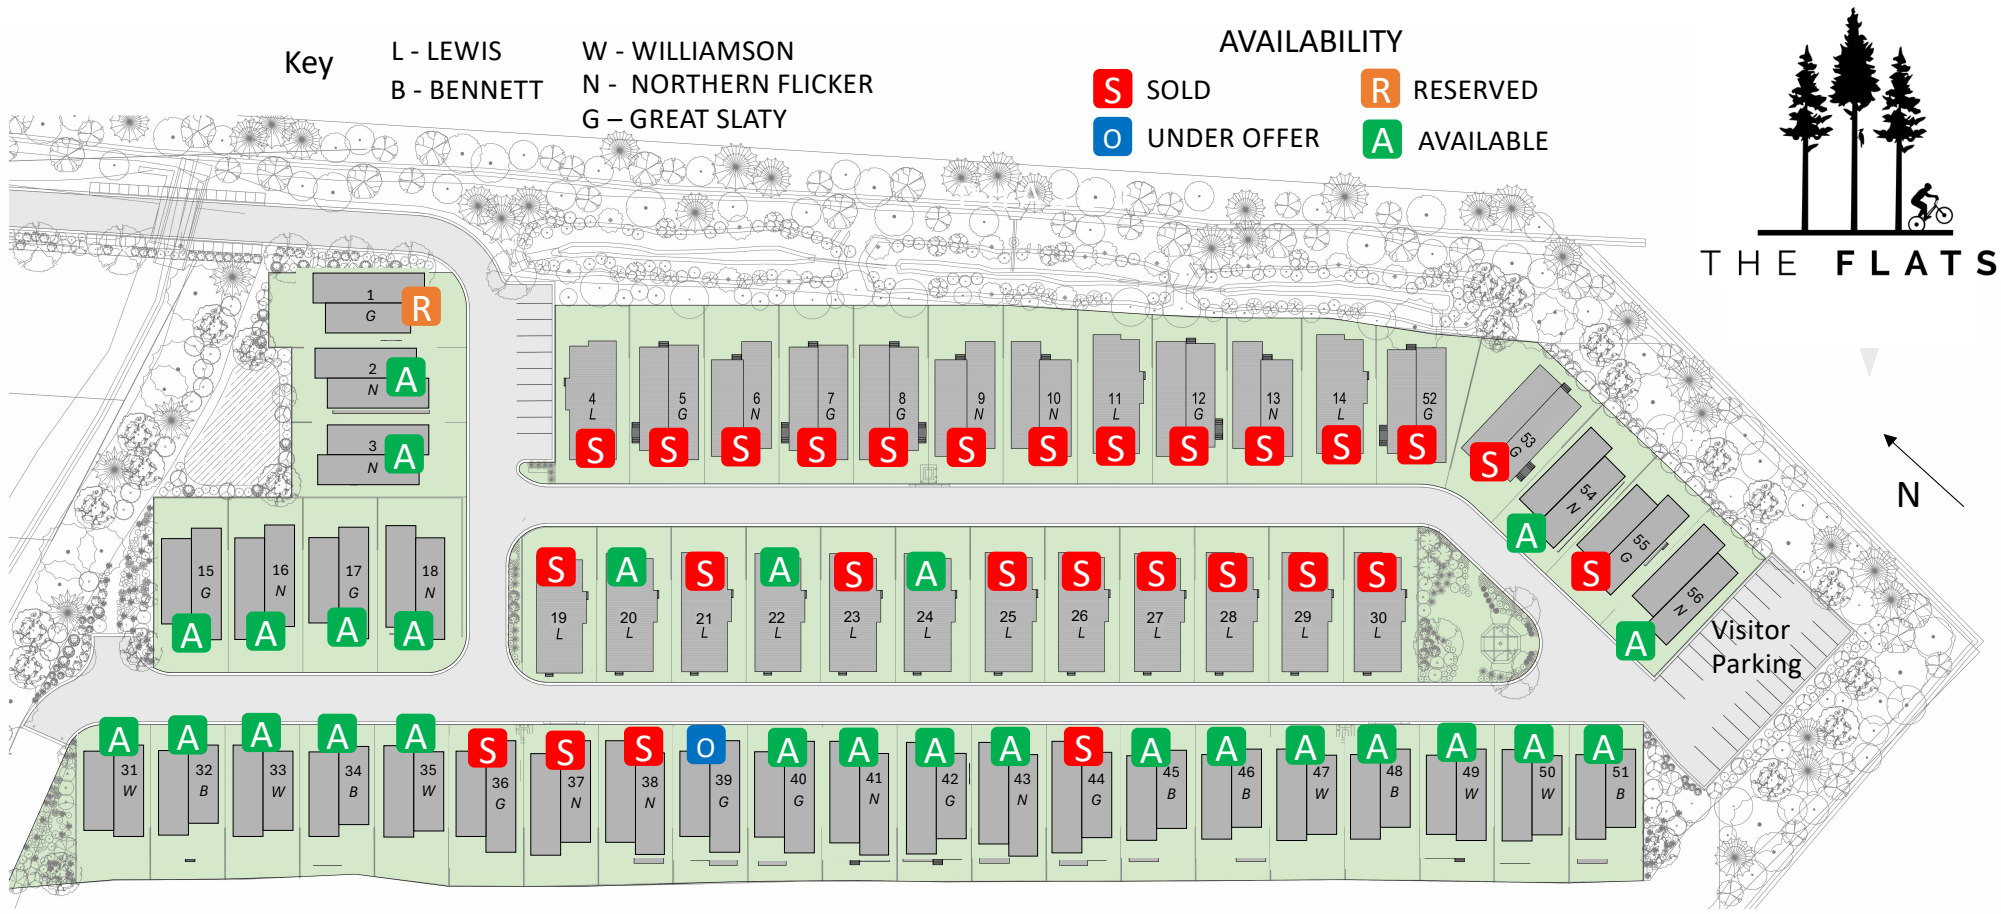 Key
L - LEWIS
B - BENNETT
W - WILLIAMSON
N - NORTHERN FLICKER
G – GREAT SLATY
AVAILABILITY
S SOLD
R RESERVED
O UNDER OFFER
A AVAILABLE
THE FLATS
N
1
G
R
2
N
A
3
N
A
4
L
S
5
G
S
6
N
S
7
G
S
8
G
S
9
N
S
10
N
S
11
L
S
12
G
S
13
N
S
14
L
S
52
G
S
53
G
S
54
N
A
55
G
S
56
N
A
Visitor
Parking
15
G
A
16
N
A
17
G
A
18
N
A
S
19
L
A
20
L
S
21
L
A
22
L
S
23
L
A
24
L
S
25
L
S
26
L
S
27
L
S
28
L
S
29
L
S
30
L
A
31
W
A
32
B
A
33
W
A
34
B
A
35
W
S
36
G
S
37
N
S
38
N
O
39
G
A
40
G
A
41
N
A
42
G
A
43
N
S
44
G
A
45
B
A
46
B
A
47
W
A
48
B
A
49
W
A
50
W
A
51
B